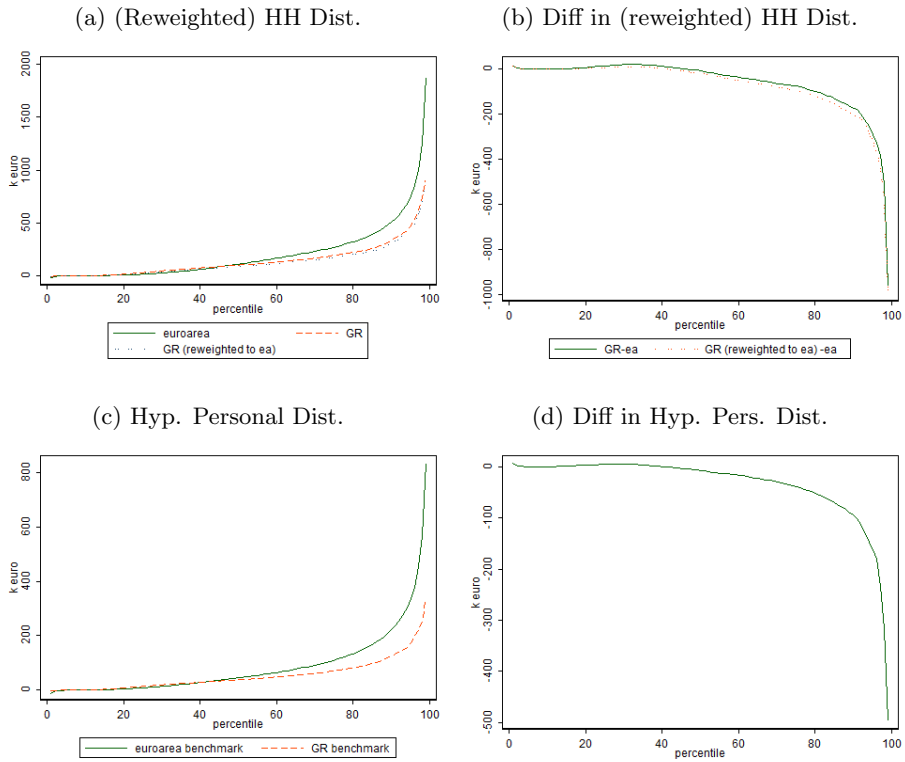 (a) (Reweighted) HH Dist.
2000
1500
1000
500
0
k euro
0 20 40 60 80 100
percentile
euroarea GR
GR (reweighted to ea)
(b) Diff in (reweighted) HH Dist.
0
-200
-400
-600
-800
-1000
k euro
0 20 40 60 80 100
percentile
GR-ea GR (reweighted to ea) -ea
(c) Hyp. Personal Dist.
800
600
400
200
0
k euro
0 20 40 60 80 100
percentile
euroarea benchmark GR benchmark
(d) Diff in Hyp. Pers. Dist.
0
-100
-200
-300
-400
-500
k euro
0 20 40 60 80 100
percentile